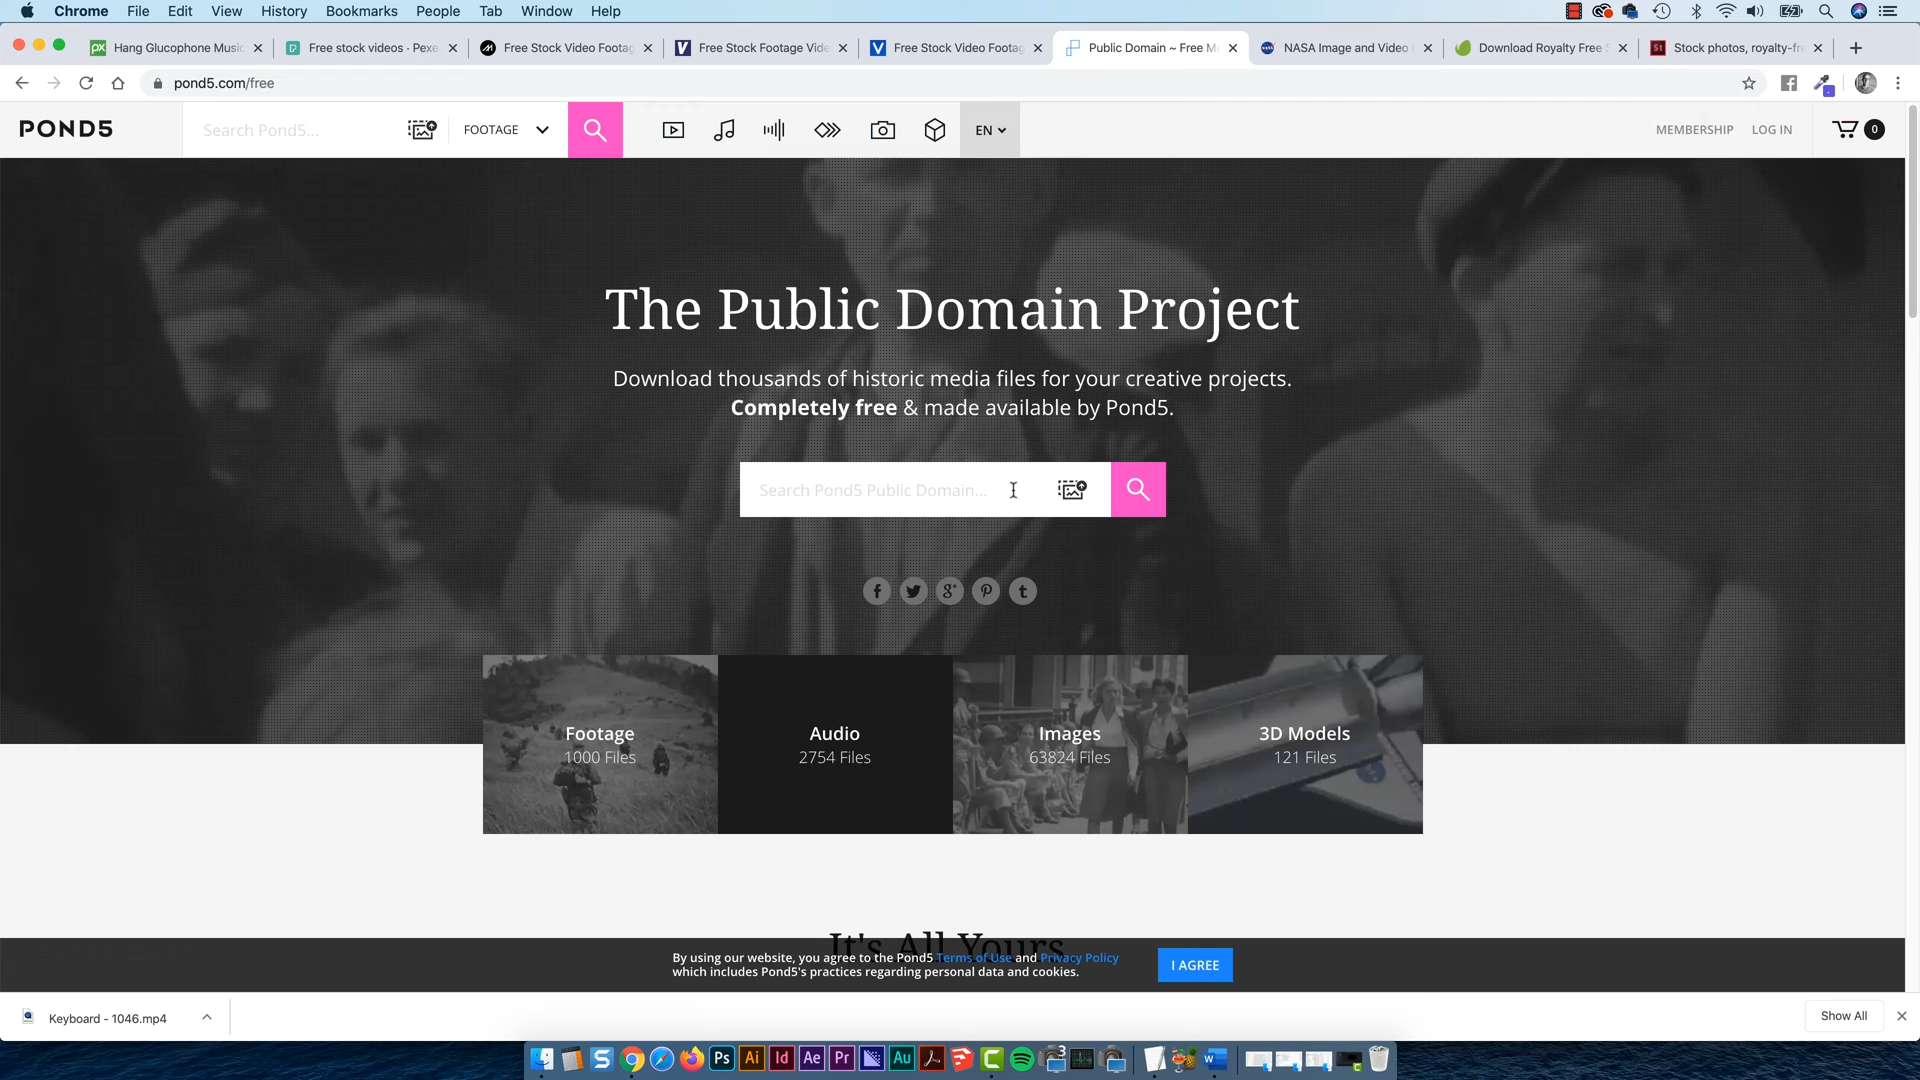 Chrome File Edit View History Bookmarks People Tab Window Help
Hang Glucophone Music
Free stock videos · Pexe
Free Stock Video Footag
Free Stock Footage Vide
Free Stock Video Footag
Public Domain ~ Free M
NASA Image and Video
Download Royalty Free S
Stock photos, royalty-fr
pond5.com/free
POND5
Search Pond5...
FOOTAGE
EN
MEMBERSHIP
LOG IN
0
The Public Domain Project
Download thousands of historic media files for your creative projects.
Completely free & made available by Pond5.
Search Pond5 Public Domain...
Footage
1000 Files
Audio
2754 Files
Images
63824 Files
3D Models
121 Files
It's All Yours
By using our website, you agree to the Pond5 Terms of Use and Privacy Policy
which includes Pond5's practices regarding personal data and cookies.
I AGREE
Keyboard - 1046.mp4
Show All
Ps Ai Id Ae Pr Au